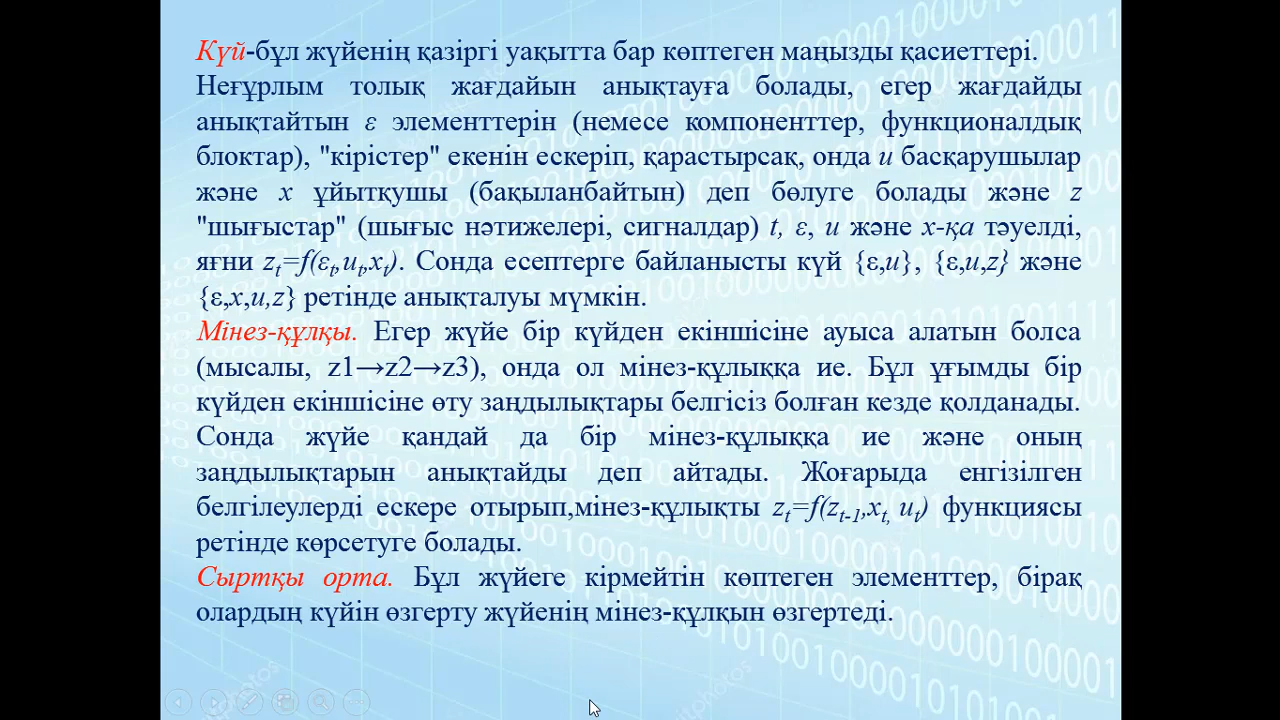 Күй-бұл жүйенің қазіргі уақытта бар көптеген маңызды қасиеттері.
Неғұрлым толық жағдайын анықтауға болады, егер жағдайды
анықтайтын ε элементтерін (немесе компоненттер, функционалдық
блоктар), "кірістер" екенін ескеріп, қарастырсақ, онда u басқарушылар
және x ұйытқушы (бақыланбайтын) деп бөлуге болады және z
"шығыстар" (шығыс нәтижелері, сигналдар) t, ε, u және x-қа тәуелді,
яғни zₜ=f(εₜ,uₜ,xₜ). Сонда есептерге байланысты күй {ε,u}, {ε,u,z} және
{ε,x,u,z} ретінде анықталуы мүмкін.
Мінез-құлқы. Егер жүйе бір күйден екіншісіне ауыса алатын болса
(мысалы, z1→z2→z3), онда ол мінез-құлыққа ие. Бұл ұғымды бір
күйден екіншісіне өту заңдылықтары белгісіз болған кезде қолданады.
Сонда жүйе қандай да бір мінез-құлыққа ие және оның
заңдылықтарын анықтайды деп айтады. Жоғарыда енгізілген
белгілеулерді ескере отырып,мінез-құлықты zₜ=f(zₜ₋₁,xₜ, uₜ) функциясы
ретінде көрсетуге болады.
Сыртқы орта. Бұл жүйеге кірмейтін көптеген элементтер, бірақ
олардың күйін өзгерту жүйенің мінез-құлқын өзгертеді.